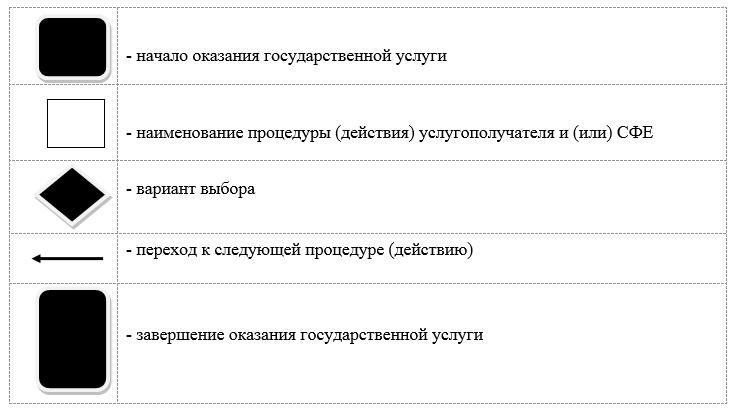 - начало оказания государственной услуги
- наименование процедуры (действия) услугополучателя и (или) СФЕ
- вариант выбора
- переход к следующей процедуре (действию)
- завершение оказания государственной услуги